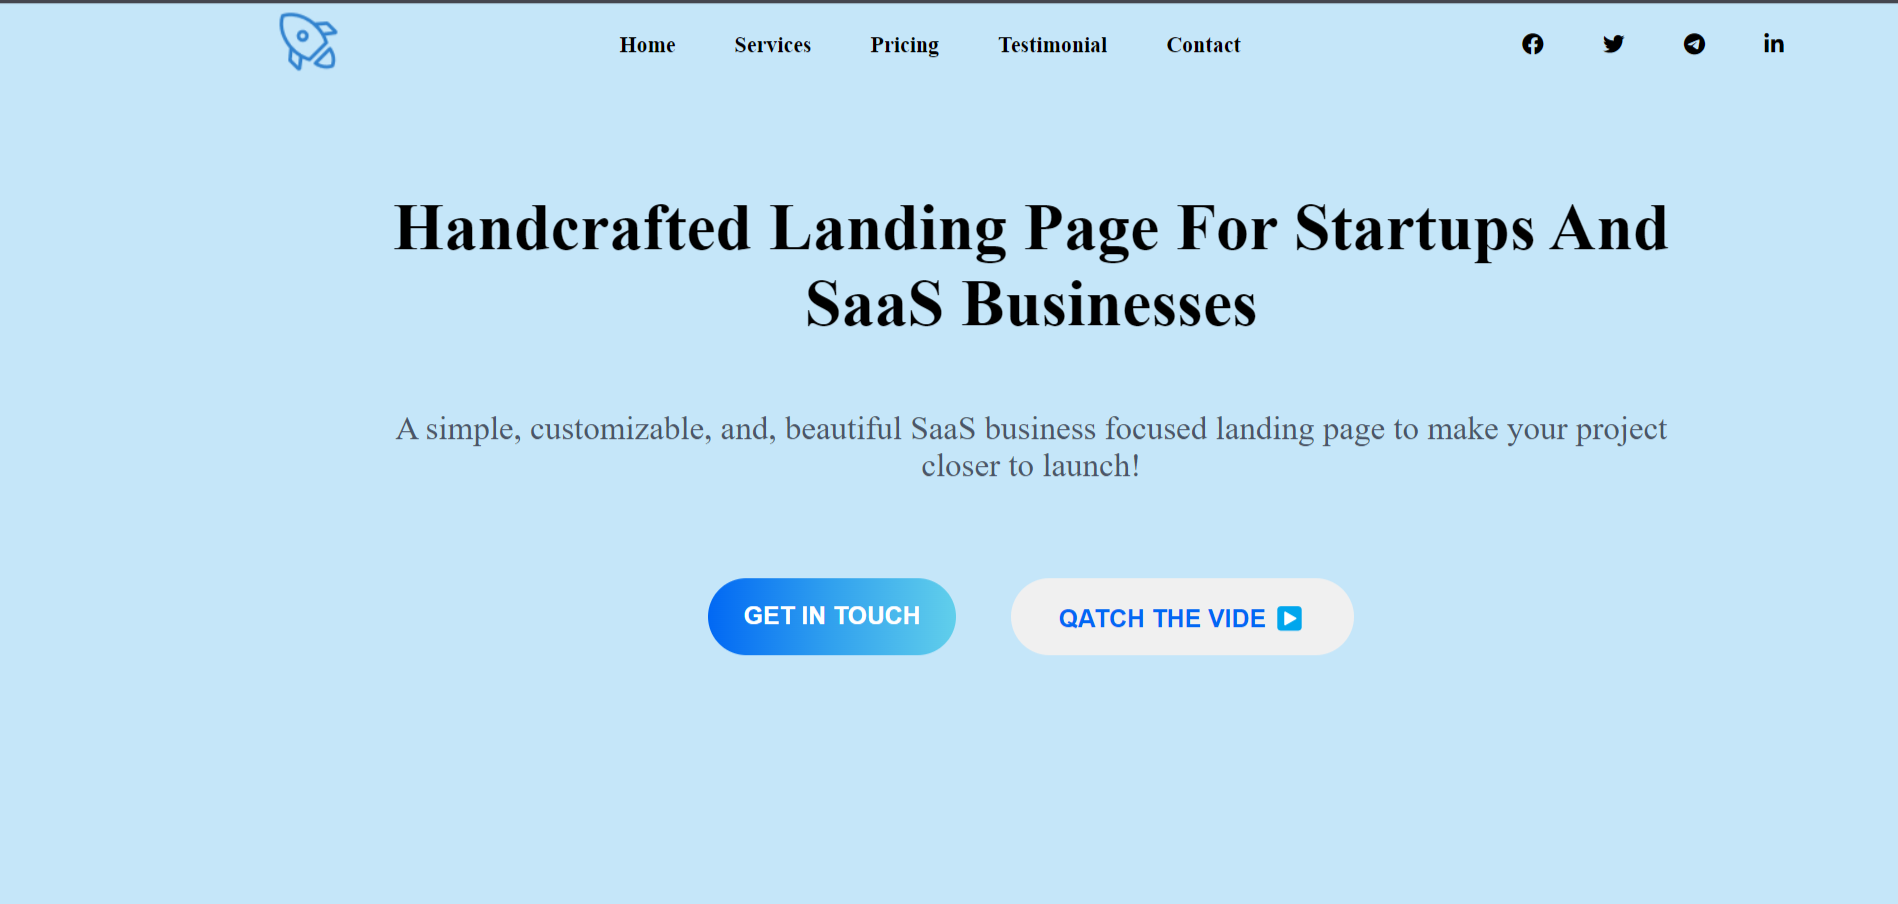 Home Services Pricing Testimonial Contact
Handcrafted Landing Page For Startups And
SaaS Businesses
A simple, customizable, and, beautiful SaaS business focused landing page to make your project
closer to launch!
GET IN TOUCH
QATCH THE VIDE